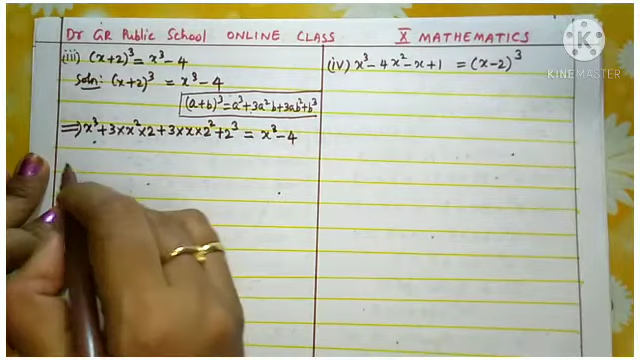 Dr GR Public School ONLINE CLASS X MATHEMATICS
iii) (x+2)³ = x³-4
Soln: (x+2)³ = x³-4
(a+b)³ = a³+3a²b+3ab²+b³
⇒ x³+3×x²×2+3×x×2²+2³ = x³-4
(iv) x³-4x²-x+1 = (x-2)³
KINEMASTER